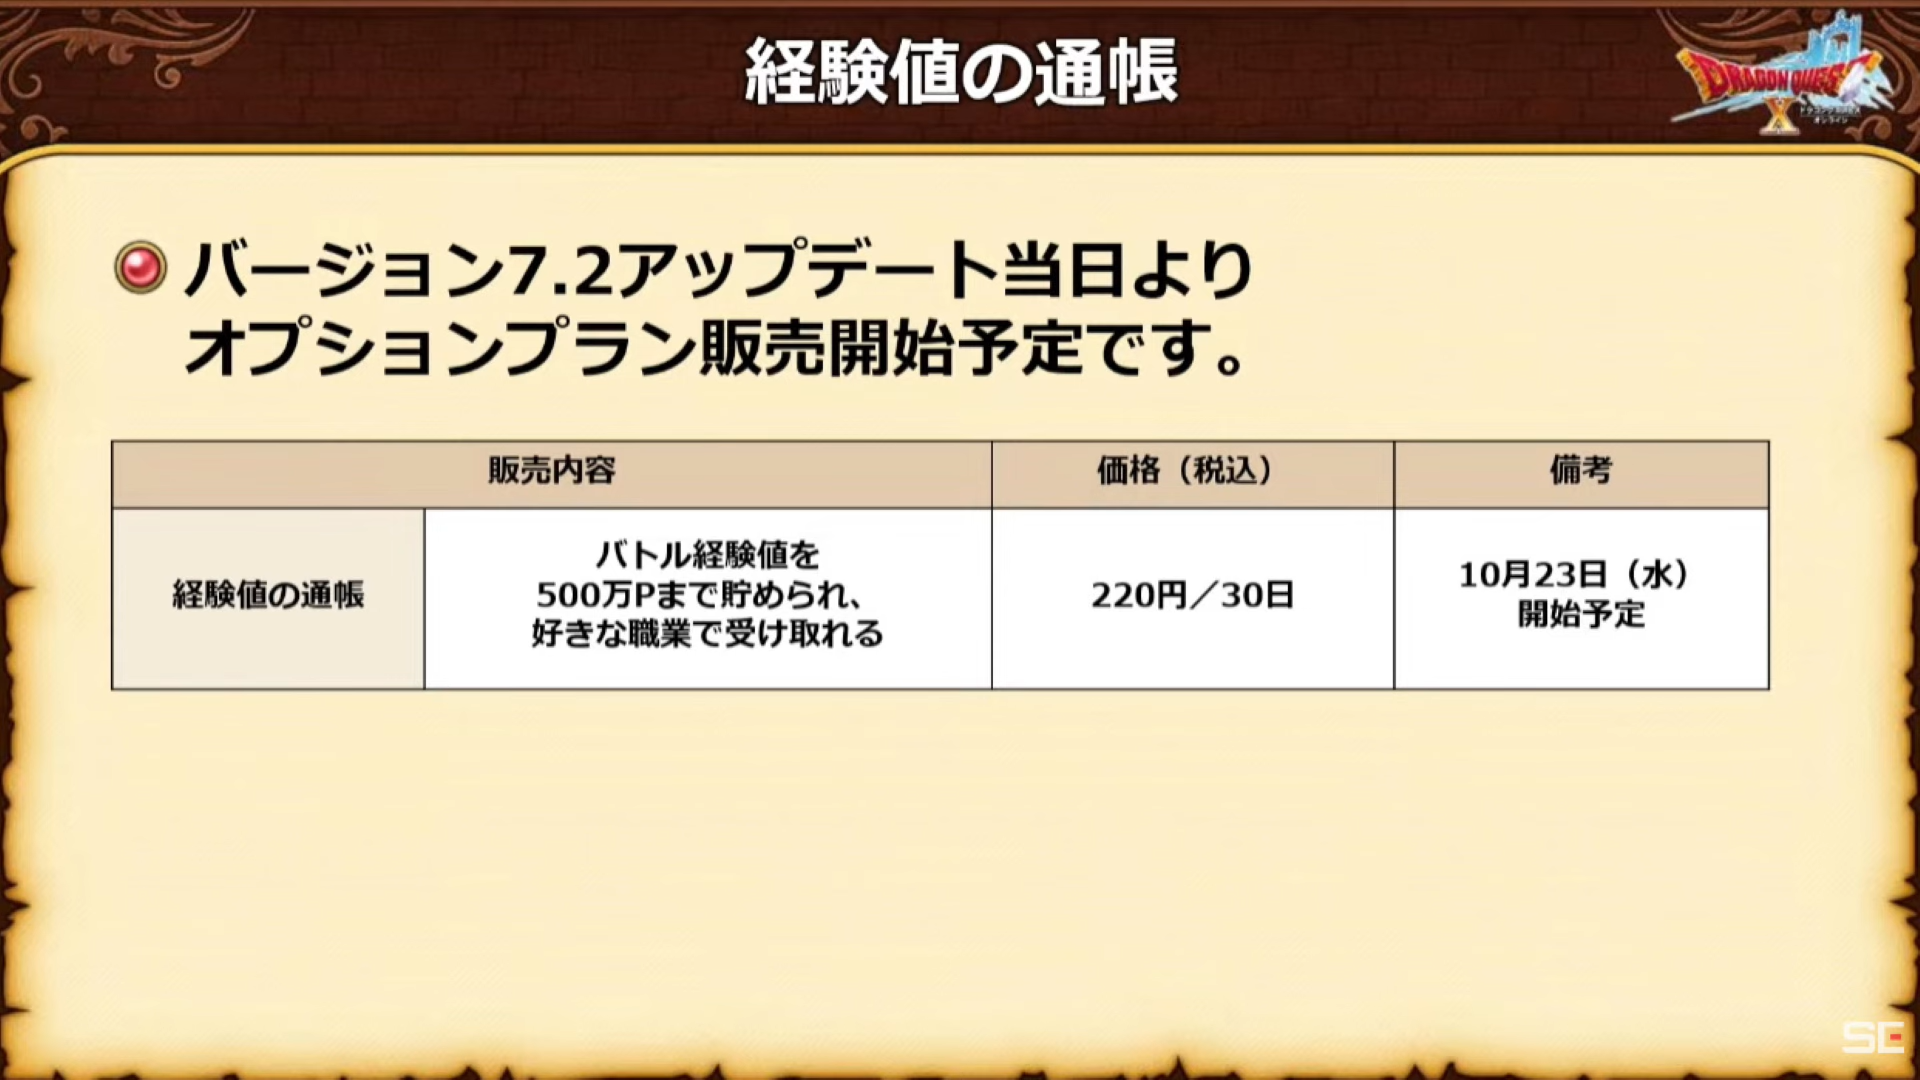 経験値の通帳
DRAGON QUEST X
バージョン7.2アップデート当日より
オプションプラン販売開始予定です。
販売内容
価格（税込）
備考
経験値の通帳
バトル経験値を
500万Pまで貯められ、
好きな職業で受け取れる
220円／30日
10月23日（水）
開始予定
SE